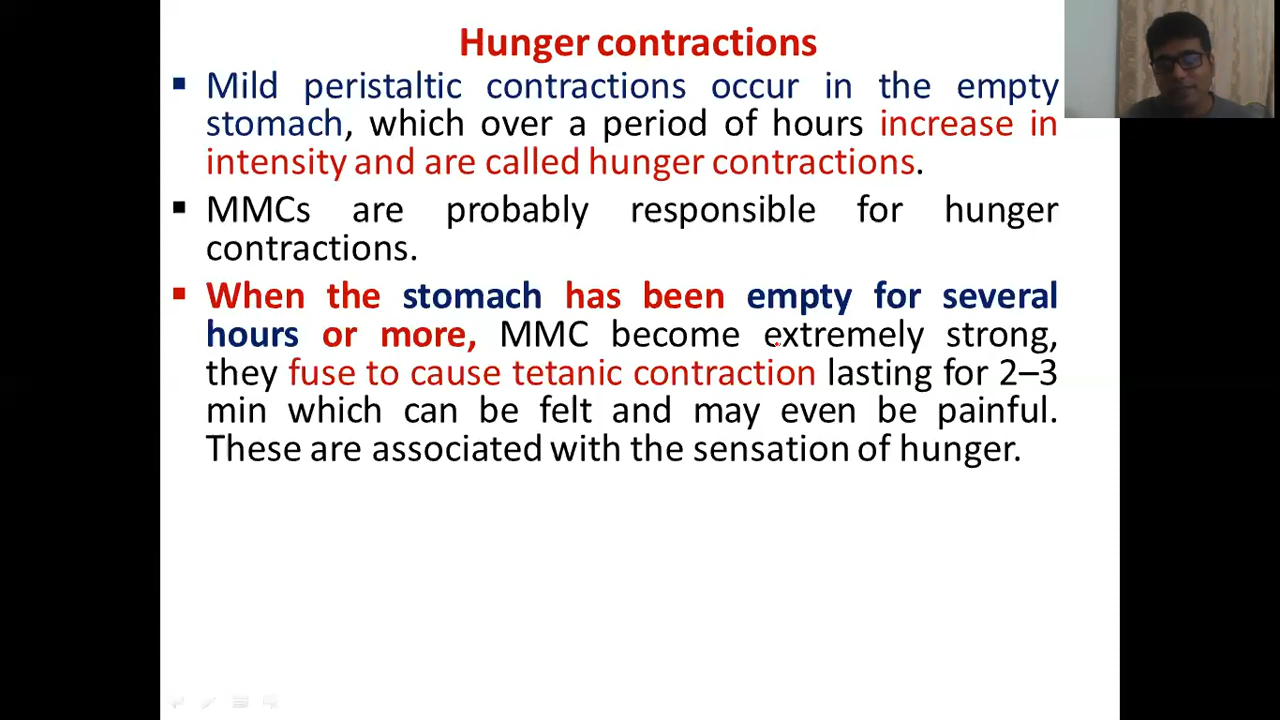 Hunger contractions
▪ Mild peristaltic contractions occur in the empty
stomach, which over a period of hours increase in
intensity and are called hunger contractions.
▪ MMCs are probably responsible for hunger
contractions.
▪ When the stomach has been empty for several
hours or more, MMC become extremely strong,
they fuse to cause tetanic contraction lasting for 2–3
min which can be felt and may even be painful.
These are associated with the sensation of hunger.